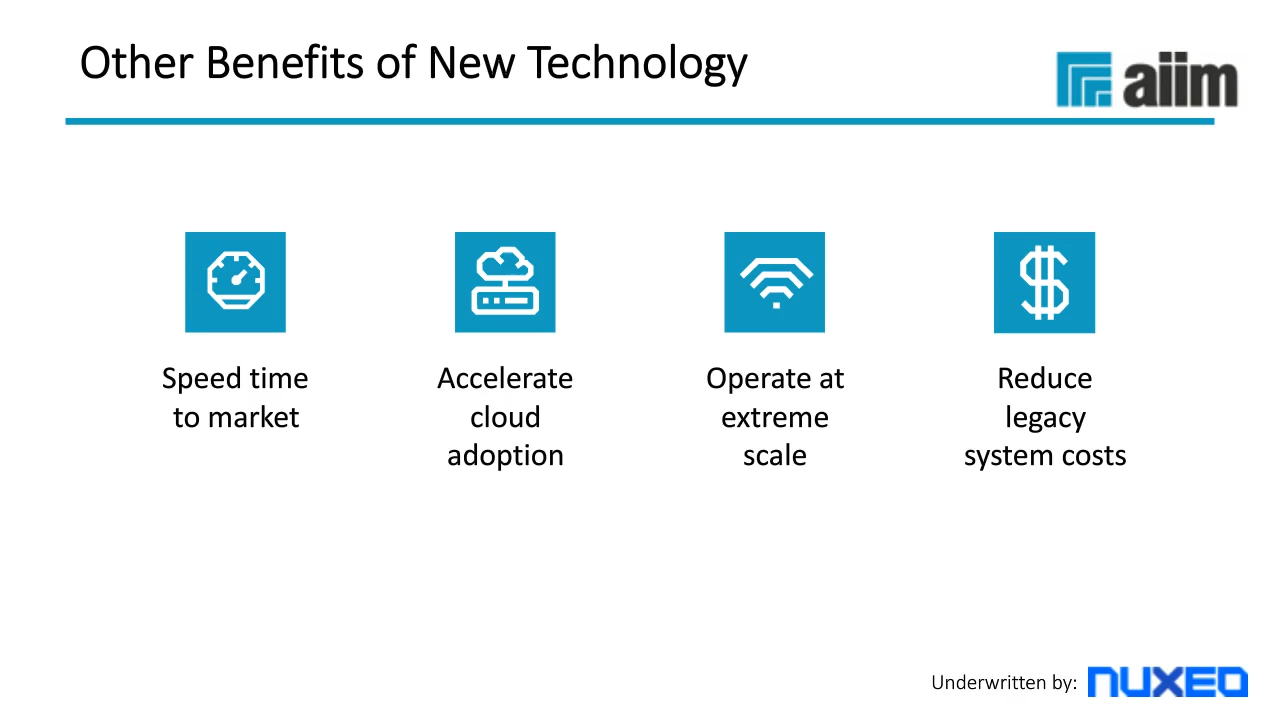 Other Benefits of New Technology
aiim
Speed time
to market
Accelerate
cloud
adoption
Operate at
extreme
scale
Reduce
legacy
system costs
Underwritten by:
nuxeo